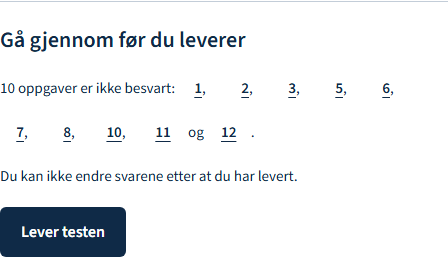 Gå gjennom før du leverer
10 oppgaver er ikke besvart: 1, 2, 3, 5, 6,
7, 8, 10, 11 og 12 .
Du kan ikke endre svarene etter at du har levert.
Lever testen